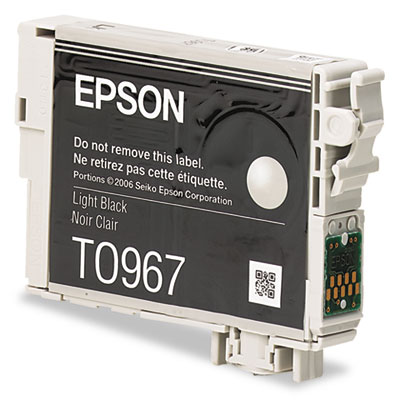 EPSON
Do not remove this label.
Ne retirez pas cette étiquette.
Portions ©2006 Seiko Epson Corporation
Light Black
Noir Clair
T0967